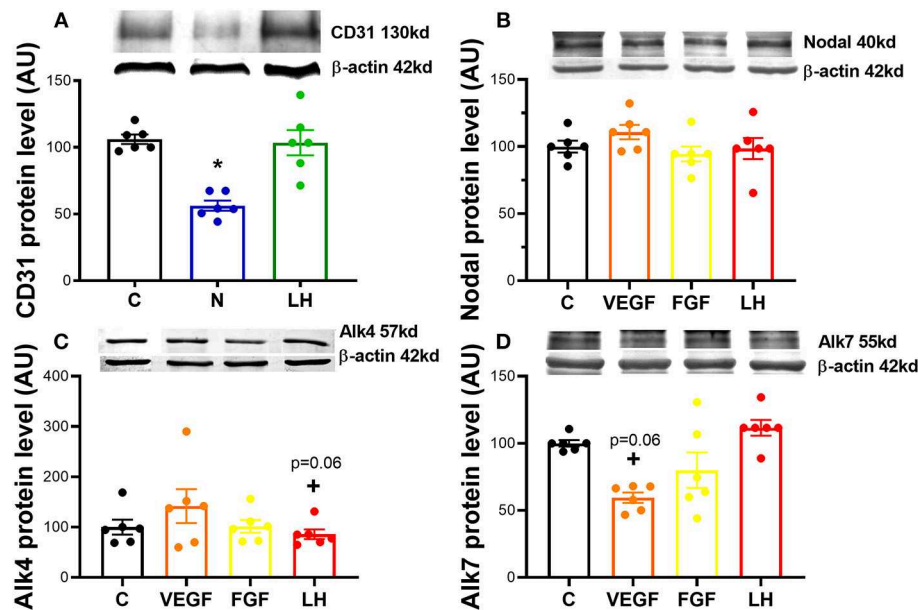 A
CD31 130kd
β-actin 42kd
CD31 protein level (AU)
150
100
50
0
*
C N LH
B
Nodal 40kd
β-actin 42kd
Nodal protein level (AU)
150
100
50
0
C VEGF FGF LH
C
Alk4 57kd
β-actin 42kd
Alk4 protein level (AU)
400
300
200
100
0
p=0.06
+
C VEGF FGF LH
D
Alk7 55kd
β-actin 42kd
Alk7 protein level (AU)
150
100
50
0
p=0.06
+
C VEGF FGF LH